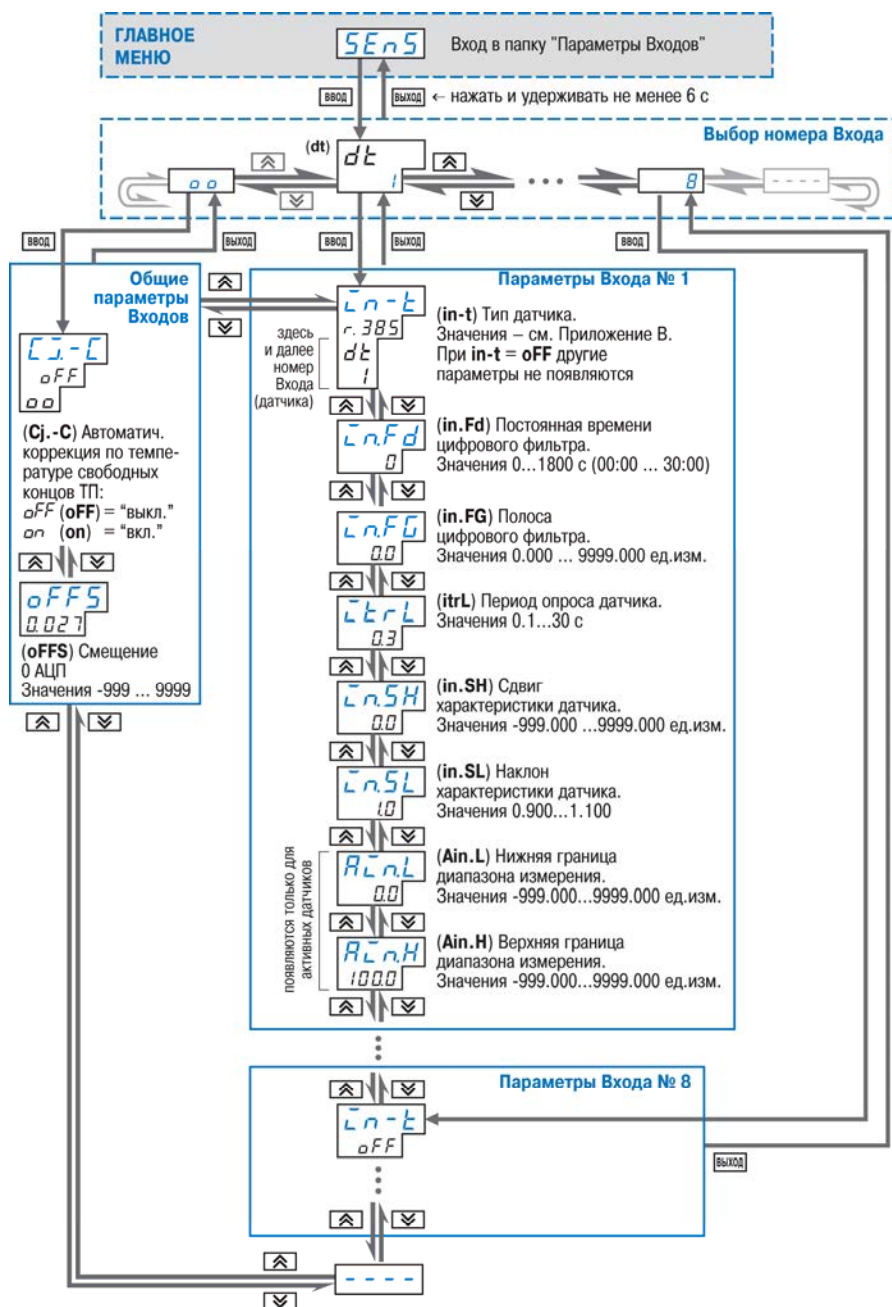 ГЛАВНОЕ
МЕНЮ
SEnS
Вход в папку "Параметры Входов"
ВВОД
ВЫХОД
← нажать и удерживать не менее 6 с
Выбор номера Входа
(dt)
dt
1
oo
• • •
8
- - - -
ВВОД
ВЫХОД
ВВОД
ВЫХОД
ВВОД
Общие
параметры
Входов
Cj.-C
oFF
oo
(Cj.-C) Автоматич.
коррекция по темпе-
ратуре свободных
концов ТП:
oFF (oFF) = “выкл.”
on (on) = “вкл.”
oFFS
0.027
(oFFS) Смещение
0 АЦП
Значения -999 ... 9999
Параметры Входа № 1
здесь
и далее
номер
Входа
(датчика)
in-t
r.385
dt
1
(in-t) Тип датчика.
Значения – см. Приложение В.
При in-t = oFF другие
параметры не появляются
in.Fd
0
(in.Fd) Постоянная времени
цифрового фильтра.
Значения 0...1800 с (00:00 ... 30:00)
in.FG
0.0
(in.FG) Полоса
цифрового фильтра.
Значения 0.000 ... 9999.000 ед.изм.
itrL
0.3
(itrL) Период опроса датчика.
Значения 0.1...30 с
in.SH
0.0
(in.SH) Сдвиг
характеристики датчика.
Значения -999.000 ...9999.000 ед.изм.
in.SL
1.0
(in.SL) Наклон
характеристики датчика.
Значения 0.900...1.100
появляются только для
активных датчиков
Ain.L
0.0
(Ain.L) Нижняя граница
диапазона измерения.
Значения -999.000...9999.000 ед.изм.
Ain.H
100.0
(Ain.H) Верхняя граница
диапазона измерения.
Значения -999.000...9999.000 ед.изм.
Параметры Входа № 8
in-t
oFF
ВЫХОД
- - - -